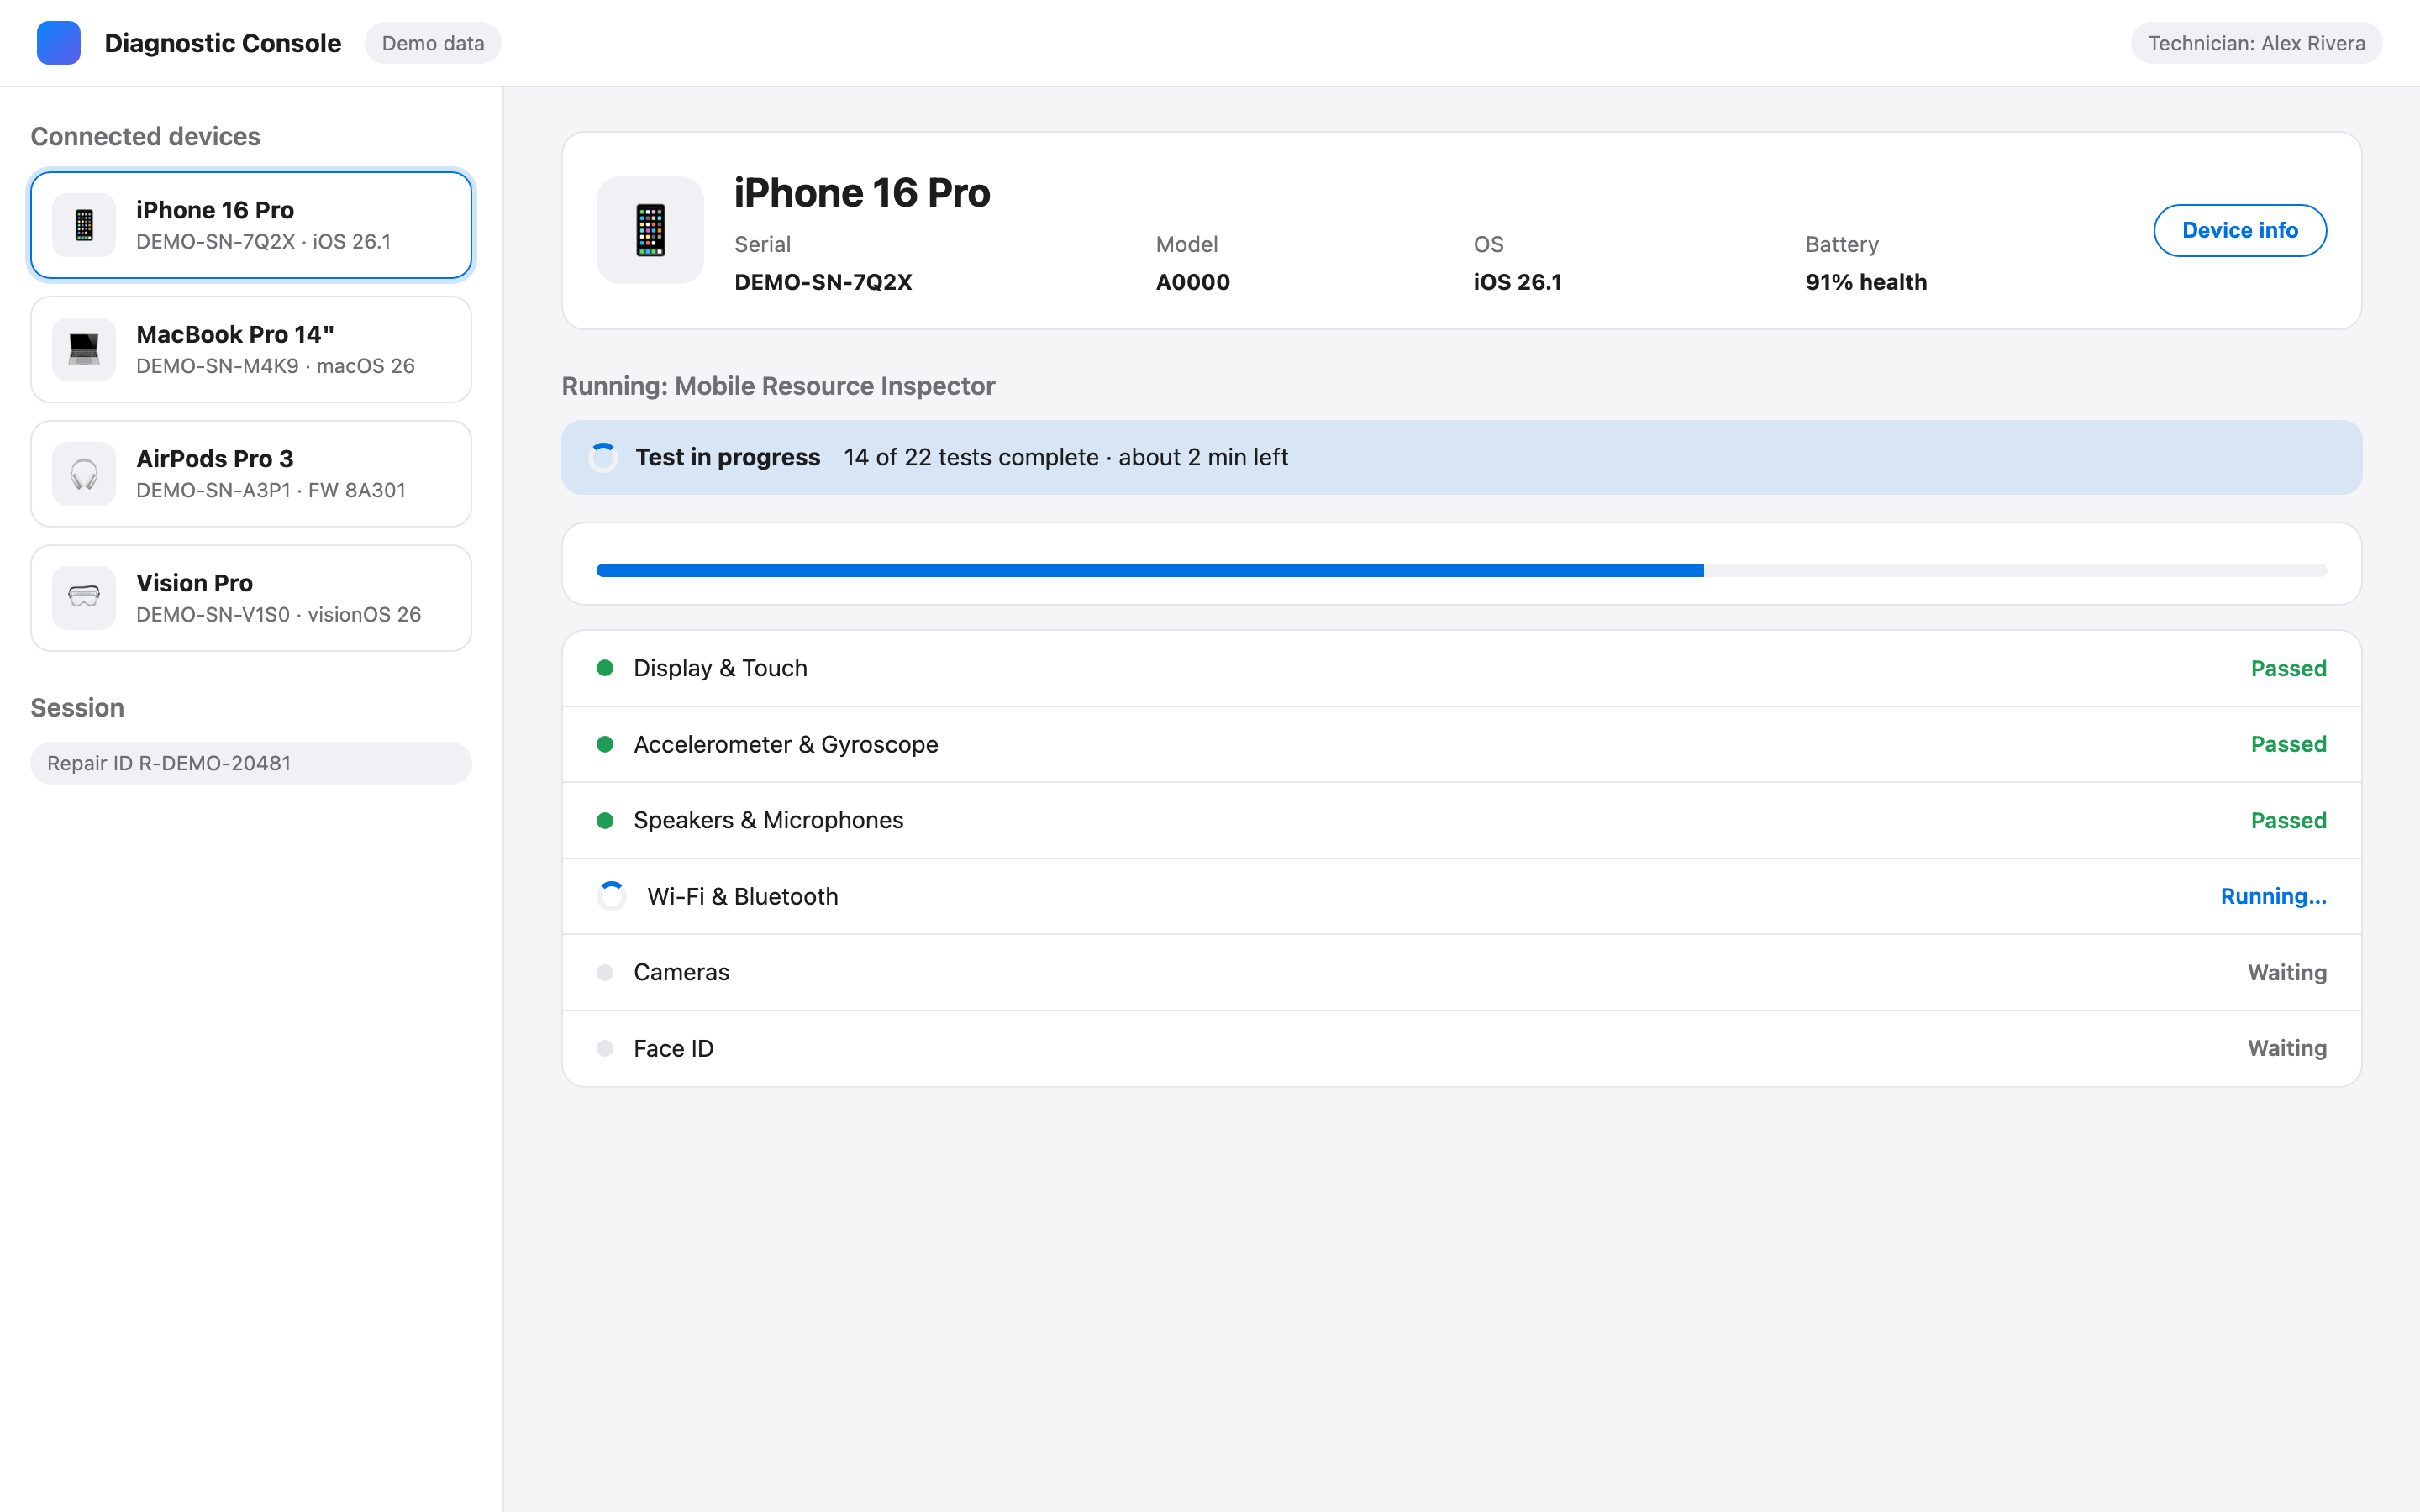 Diagnostic Console
Demo data
Technician: Alex Rivera
Connected devices
iPhone 16 Pro
DEMO-SN-7Q2X · iOS 26.1
MacBook Pro 14"
DEMO-SN-M4K9 · macOS 26
AirPods Pro 3
DEMO-SN-A3P1 · FW 8A301
Vision Pro
DEMO-SN-V1S0 · visionOS 26
Session
Repair ID R-DEMO-20481
iPhone 16 Pro
Serial
DEMO-SN-7Q2X
Model
A0000
OS
iOS 26.1
Battery
91% health
Device info
Running: Mobile Resource Inspector
Test in progress 14 of 22 tests complete · about 2 min left
Display & Touch Passed
Accelerometer & Gyroscope Passed
Speakers & Microphones Passed
Wi-Fi & Bluetooth Running...
Cameras Waiting
Face ID Waiting